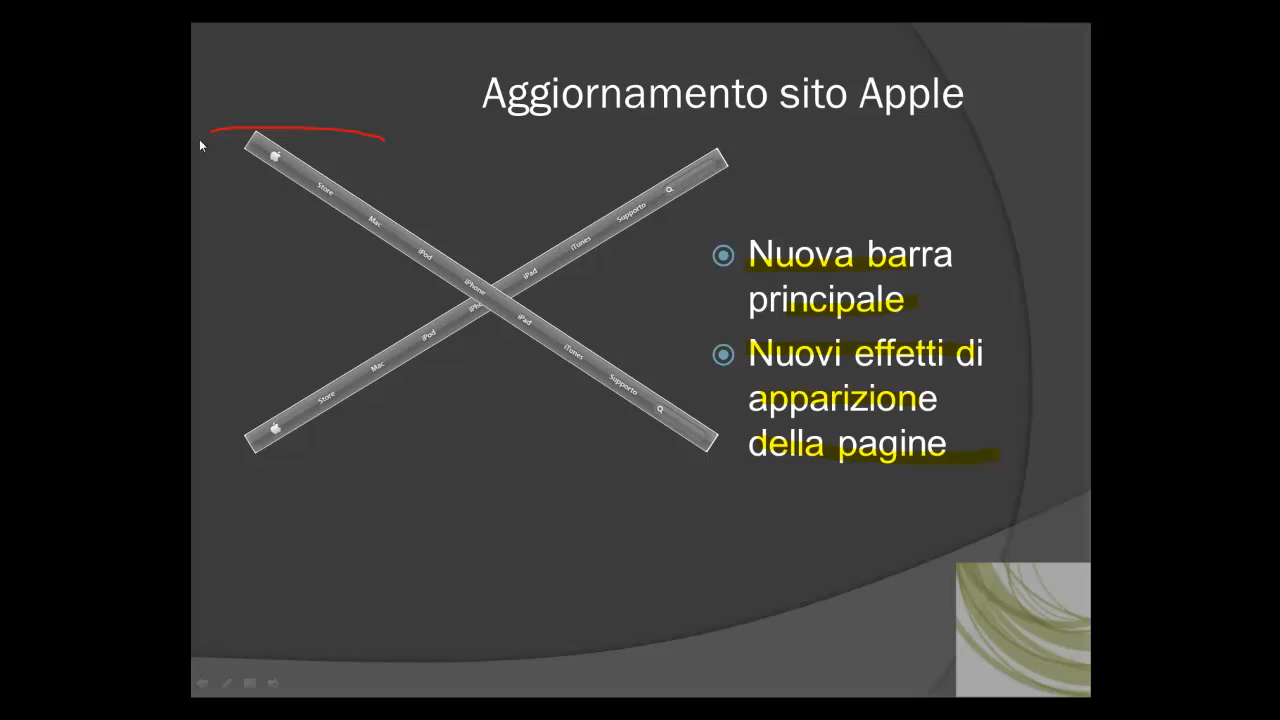 Aggiornamento sito Apple
Store Mac iPod iPhone iPad iTunes Supporto
Store Mac iPod iPho iPad iTunes Supporto
Nuova barra
principale
Nuovi effetti di
apparizione
della pagine